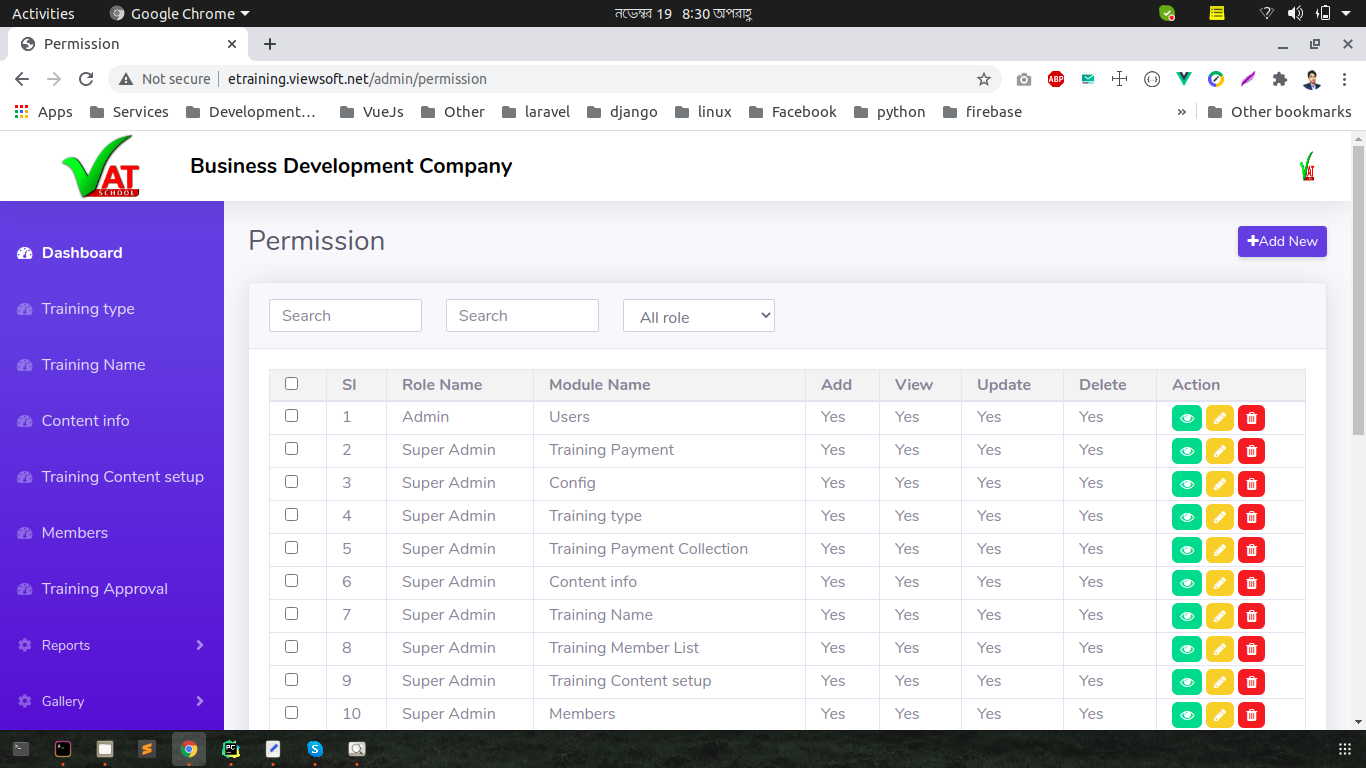 Activities Google Chrome নভেম্বর 19 8:30 অপরাহ্ণ
Permission
Not secure etraining.viewsoft.net/admin/permission ABP
Apps Services Development... VueJs Other laravel django linux Facebook python firebase » Other bookmarks
VAT SCHOOL Business Development Company
Permission
+Add New
Dashboard
Training type
Training Name
Content info
Training Content setup
Members
Training Approval
Reports
Gallery
Search Search All role
Sl Role Name Module Name Add View Update Delete Action
1 Admin Users Yes Yes Yes Yes
2 Super Admin Training Payment Yes Yes Yes Yes
3 Super Admin Config Yes Yes Yes Yes
4 Super Admin Training type Yes Yes Yes Yes
5 Super Admin Training Payment Collection Yes Yes Yes Yes
6 Super Admin Content info Yes Yes Yes Yes
7 Super Admin Training Name Yes Yes Yes Yes
8 Super Admin Training Member List Yes Yes Yes Yes
9 Super Admin Training Content setup Yes Yes Yes Yes
10 Super Admin Members Yes Yes Yes Yes